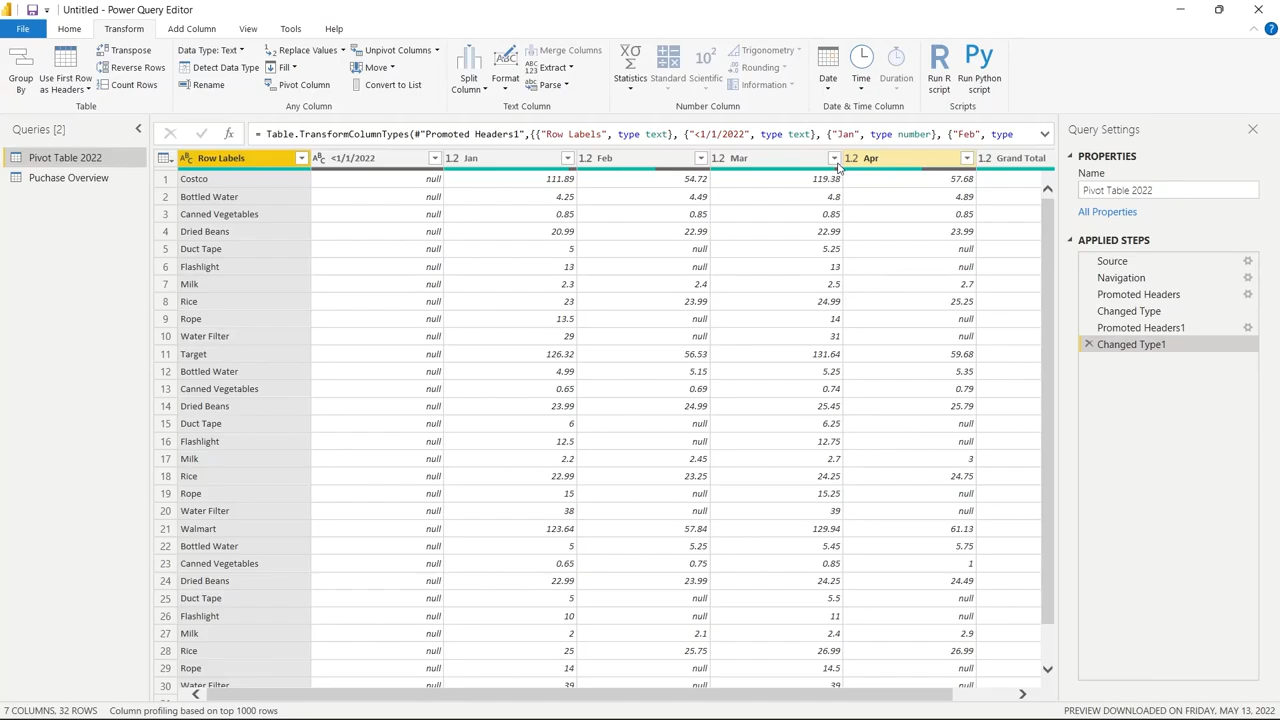 Untitled - Power Query Editor
File Home Transform Add Column View Tools Help
Group By
Use First Row as Headers
Transpose
Reverse Rows
Count Rows
Table
Data Type: Text
Detect Data Type
Rename
Replace Values
Fill
Pivot Column
Unpivot Columns
Move
Convert to List
Any Column
Split Column
Format
Merge Columns
Extract
Parse
Text Column
Statistics
Standard
Scientific
Trigonometry
Rounding
Information
Number Column
Date
Time
Duration
Date & Time Column
Run R script
Run Python script
Scripts
Queries [2]
Pivot Table 2022
Puchase Overview
= Table.TransformColumnTypes(#"Promoted Headers1",{{"Row Labels", type text}, {"<1/1/2022", type text}, {"Jan", type number}, {"Feb", type
Row Labels <1/1/2022 1.2 Jan 1.2 Feb 1.2 Mar 1.2 Apr 1.2 Grand Total
1 Costco null 111.89 54.72 119.38 57.68
2 Bottled Water null 4.25 4.49 4.8 4.89
3 Canned Vegetables null 0.85 0.85 0.85 0.85
4 Dried Beans null 20.99 22.99 22.99 23.99
5 Duct Tape null 5 null 5.25 null
6 Flashlight null 13 null 13 null
7 Milk null 2.3 2.4 2.5 2.7
8 Rice null 23 23.99 24.99 25.25
9 Rope null 13.5 null 14 null
10 Water Filter null 29 null 31 null
11 Target null 126.32 56.53 131.64 59.68
12 Bottled Water null 4.99 5.15 5.25 5.35
13 Canned Vegetables null 0.65 0.69 0.74 0.79
14 Dried Beans null 23.99 24.99 25.45 25.79
15 Duct Tape null 6 null 6.25 null
16 Flashlight null 12.5 null 12.75 null
17 Milk null 2.2 2.45 2.7 3
18 Rice null 22.99 23.25 24.25 24.75
19 Rope null 15 null 15.25 null
20 Water Filter null 38 null 39 null
21 Walmart null 123.64 57.84 129.94 61.13
22 Bottled Water null 5 5.25 5.45 5.75
23 Canned Vegetables null 0.65 0.75 0.85 1
24 Dried Beans null 22.99 23.99 24.25 24.49
25 Duct Tape null 5 null 5.5 null
26 Flashlight null 10 null 11 null
27 Milk null 2 2.1 2.4 2.9
28 Rice null 25 25.75 26.99 26.99
29 Rope null 14 null 14.5 null
30 Water Filter null 39 null 39 null
Query Settings
PROPERTIES
Name
Pivot Table 2022
All Properties
APPLIED STEPS
Source
Navigation
Promoted Headers
Changed Type
Promoted Headers1
Changed Type1
7 COLUMNS, 32 ROWS Column profiling based on top 1000 rows PREVIEW DOWNLOADED ON FRIDAY, MAY 13, 2022